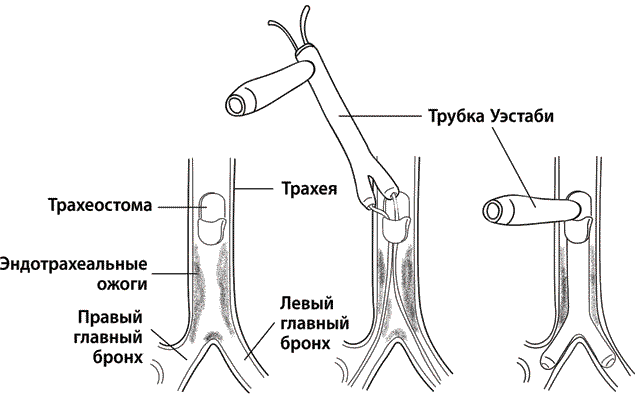 Трубка Уэстаби
Трахея
Трахеостома
Эндотрахеальные
ожоги
Правый
главный
бронх
Левый
главный
бронх